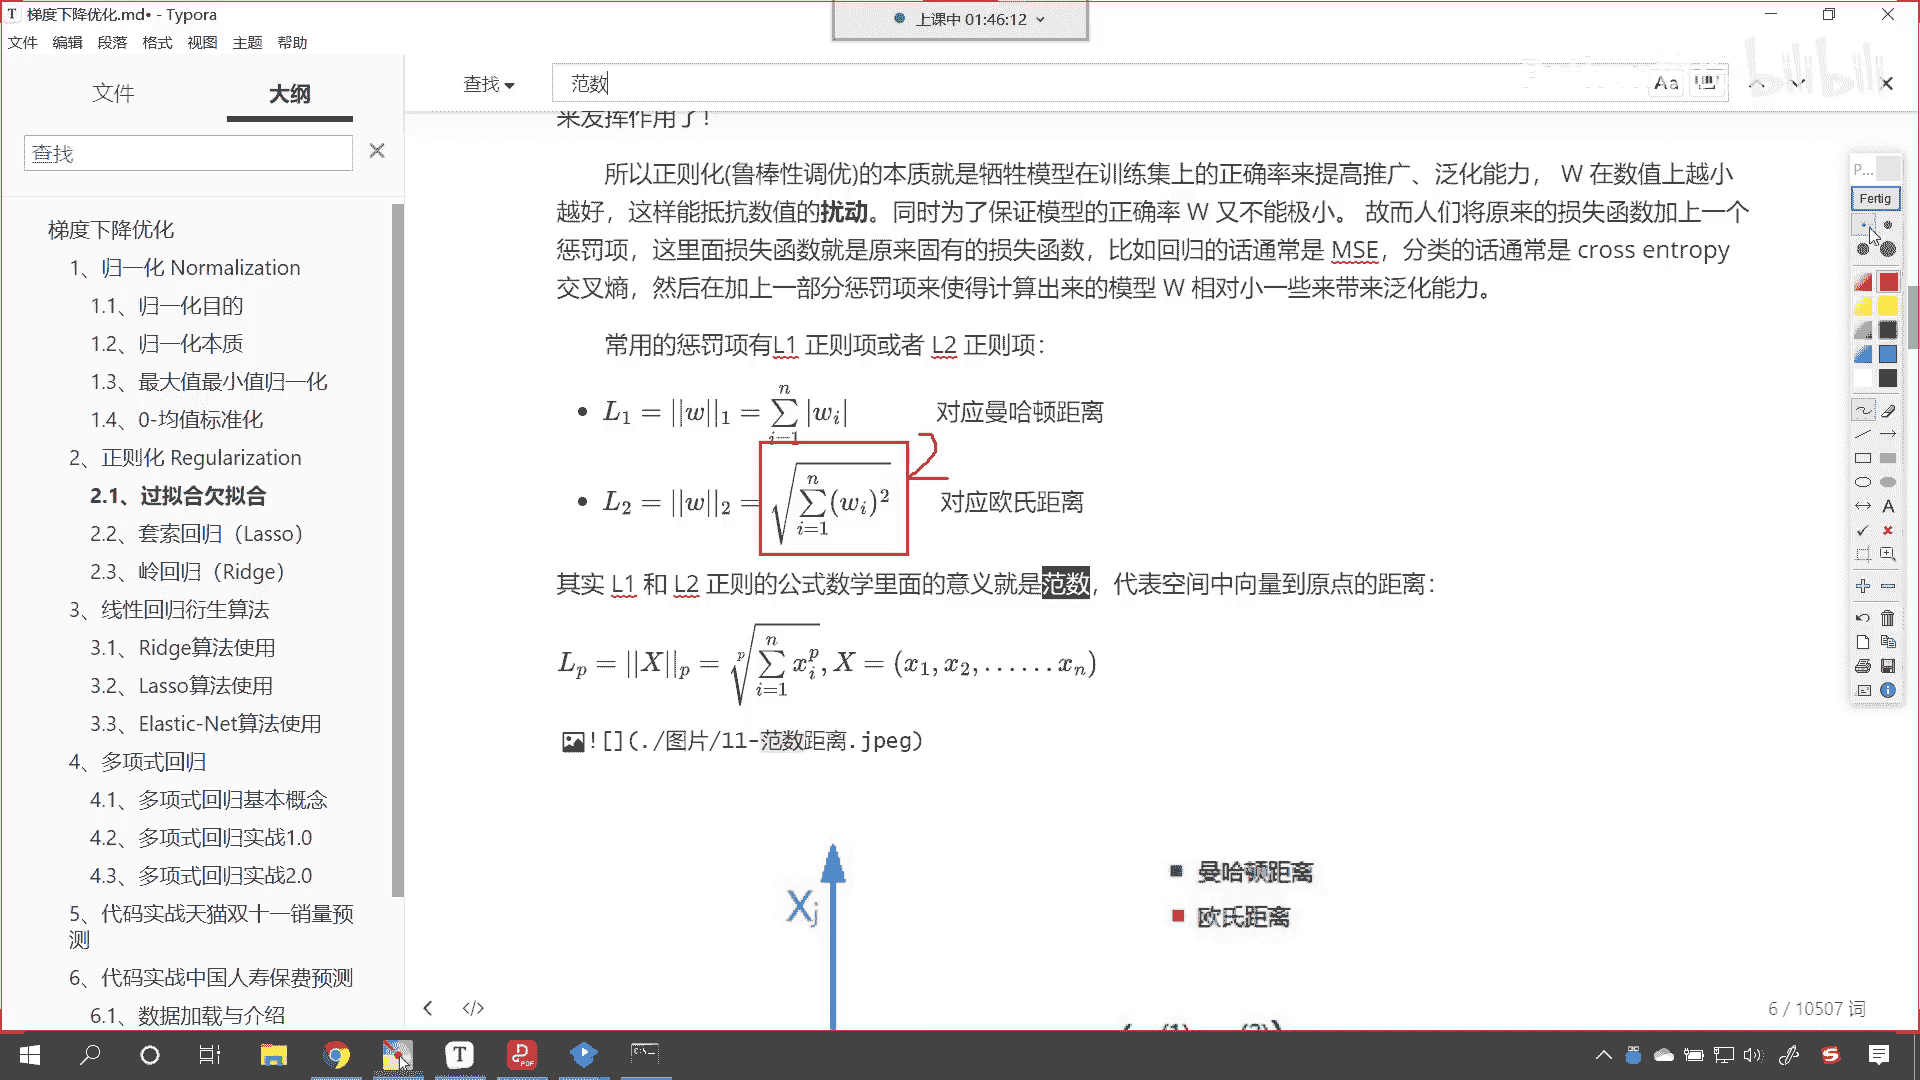 梯度下降优化.md• - Typora
上课中 01:46:12
文件 编辑 段落 格式 视图 主题 帮助
文件 大纲
查找 范数 Aa
bilibili
查找
梯度下降优化
1、归一化 Normalization
1.1、归一化目的
1.2、归一化本质
1.3、最大值最小值归一化
1.4、0-均值标准化
2、正则化 Regularization
2.1、过拟合欠拟合
2.2、套索回归（Lasso）
2.3、岭回归（Ridge）
3、线性回归衍生算法
3.1、Ridge算法使用
3.2、Lasso算法使用
3.3、Elastic-Net算法使用
4、多项式回归
4.1、多项式回归基本概念
4.2、多项式回归实战1.0
4.3、多项式回归实战2.0
5、代码实战天猫双十一销量预
测
6、代码实战中国人寿保费预测
6.1、数据加载与介绍
来发挥作用了！
所以正则化(鲁棒性调优)的本质就是牺牲模型在训练集上的正确率来提高推广、泛化能力， W 在数值上越小
越好，这样能抵抗数值的扰动。同时为了保证模型的正确率 W 又不能极小。 故而人们将原来的损失函数加上一个
惩罚项，这里面损失函数就是原来固有的损失函数，比如回归的话通常是 MSE，分类的话通常是 cross entropy
交叉熵，然后在加上一部分惩罚项来使得计算出来的模型 W 相对小一些来带来泛化能力。
常用的惩罚项有L1 正则项或者 L2 正则项：
L₁ = ||w||₁ = ∑ⁿᵢ₌₁ |wᵢ| 对应曼哈顿距离
2
L₂ = ||w||₂ = √∑ⁿᵢ₌₁(wᵢ)² 对应欧氏距离
其实 L1 和 L2 正则的公式数学里面的意义就是范数，代表空间中向量到原点的距离：
Lₚ = ||X||ₚ = ᵖ√∑ⁿᵢ₌₁ xᵢᵖ, X = (x₁, x₂, ......xₙ)
![](./图片/11-范数距离.jpeg)
曼哈顿距离
Xj
欧氏距离
6 / 10507 词
P...
Fertig
A
T
PDF
C:\_
S